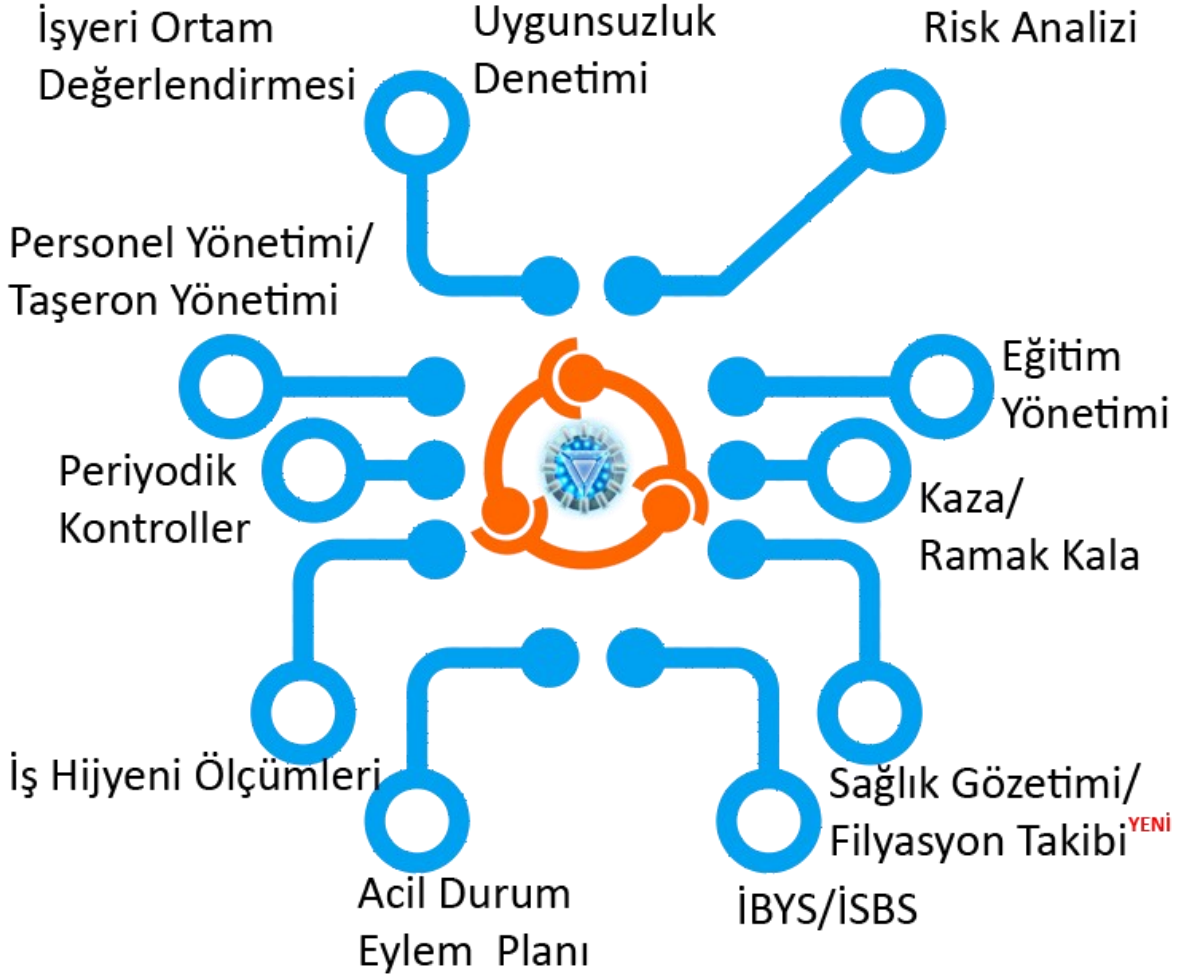 İşyeri Ortam
Değerlendirmesi
Uygunsuzluk
Denetimi
Risk Analizi
Personel Yönetimi/
Taşeron Yönetimi
Eğitim
Yönetimi
Periyodik
Kontroller
Kaza/
Ramak Kala
İş Hijyeni Ölçümleri
Sağlık Gözetimi/
Filyasyon Takibi YENİ
Acil Durum
Eylem Planı
İBYS/İSBS